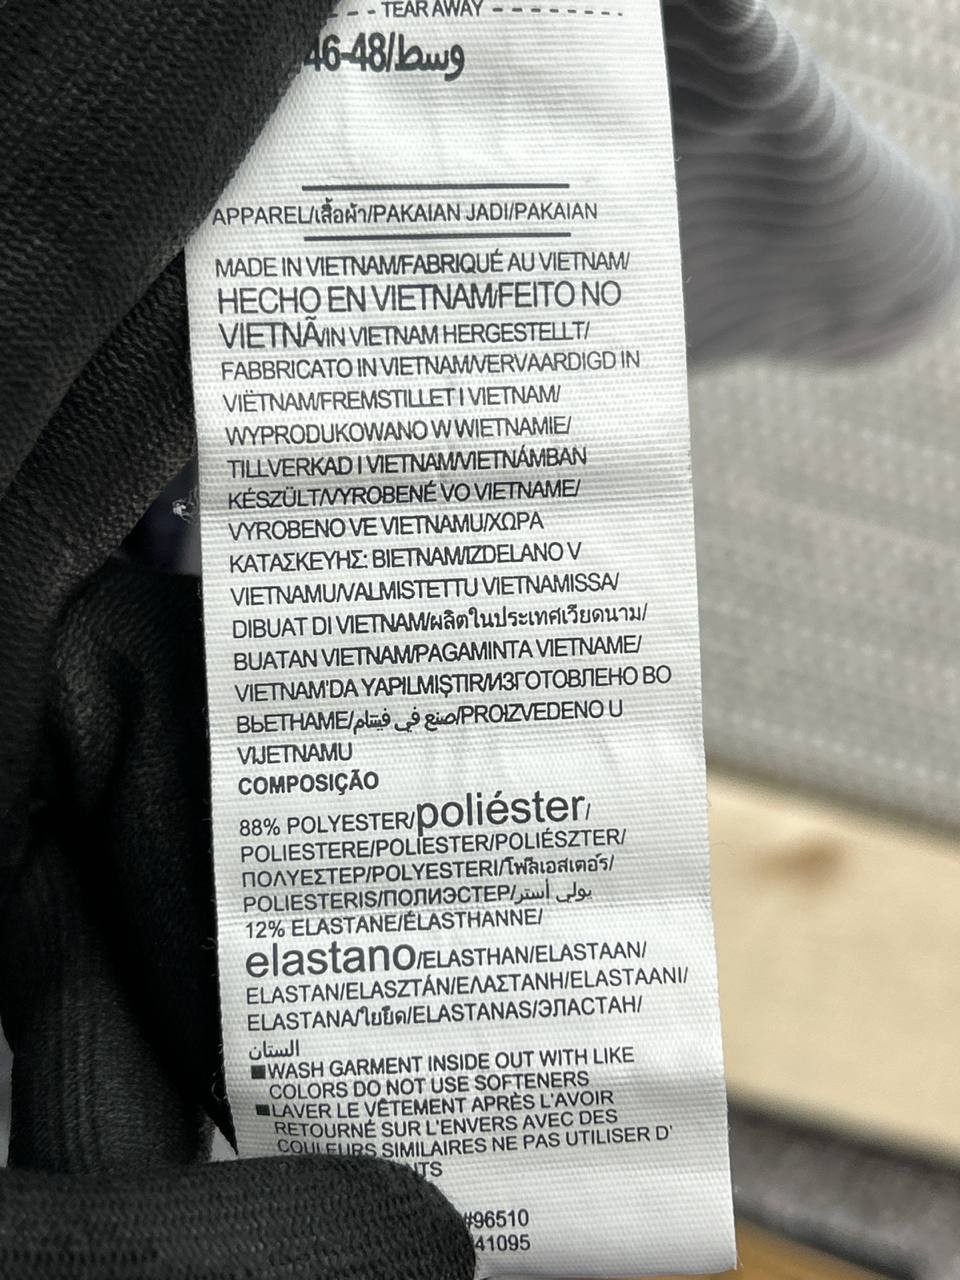 - - - TEAR AWAY - - - - - - - - -
46-48/وسط
APPAREL/เสื้อผ้า/PAKAIAN JADI/PAKAIAN
MADE IN VIETNAM/FABRIQUÉ AU VIETNAM/
HECHO EN VIETNAM/FEITO NO
VIETNÃ/IN VIETNAM HERGESTELLT/
FABBRICATO IN VIETNAM/VERVAARDIGD IN
VIËTNAM/FREMSTILLET I VIETNAM/
WYPRODUKOWANO W WIETNAMIE/
TILLVERKAD I VIETNAM/VIETNÁMBAN
KÉSZÜLT/VYROBENÉ VO VIETNAME/
VYROBENO VE VIETNAMU/ΧΩΡΑ
ΚΑΤΑΣΚΕΥΗΣ: ΒΙΕΤΝΑΜ/IZDELANO V
VIETNAMU/VALMISTETTU VIETNAMISSA/
DIBUAT DI VIETNAM/ผลิตในประเทศเวียดนาม/
BUATAN VIETNAM/PAGAMINTA VIETNAME/
VIETNAM'DA YAPILMIŞTIR/ИЗГОТОВЛЕНО ВО
ВЬЕТНАМЕ/صنع في فيتنام/PROIZVEDENO U
VIJETNAMU
COMPOSIÇÃO
88% POLYESTER/poliéster/
POLIESTERE/POLIESTER/POLIÉSZTER/
ΠΟΛΥΕΣΤΕΡ/POLYESTERI/โพลีเอสเตอร์/
POLIESTERIS/ПОЛИЭСТЕР/بولي أستر
12% ELASTANE/ÉLASTHANNE/
elastano/ELASTHAN/ELASTAAN/
ELASTAN/ELASZTÁN/ΕΛΑΣΤΑΝΗ/ELASTAANI/
ELASTANA/ใยยืด/ELASTANAS/ЭЛАСТАН/
الستان
■WASH GARMENT INSIDE OUT WITH LIKE
COLORS DO NOT USE SOFTENERS
■LAVER LE VÊTEMENT APRÈS L'AVOIR
RETOURNÉ SUR L'ENVERS AVEC DES
COULEURS SIMILAIRES NE PAS UTILISER D'
#96510
41095